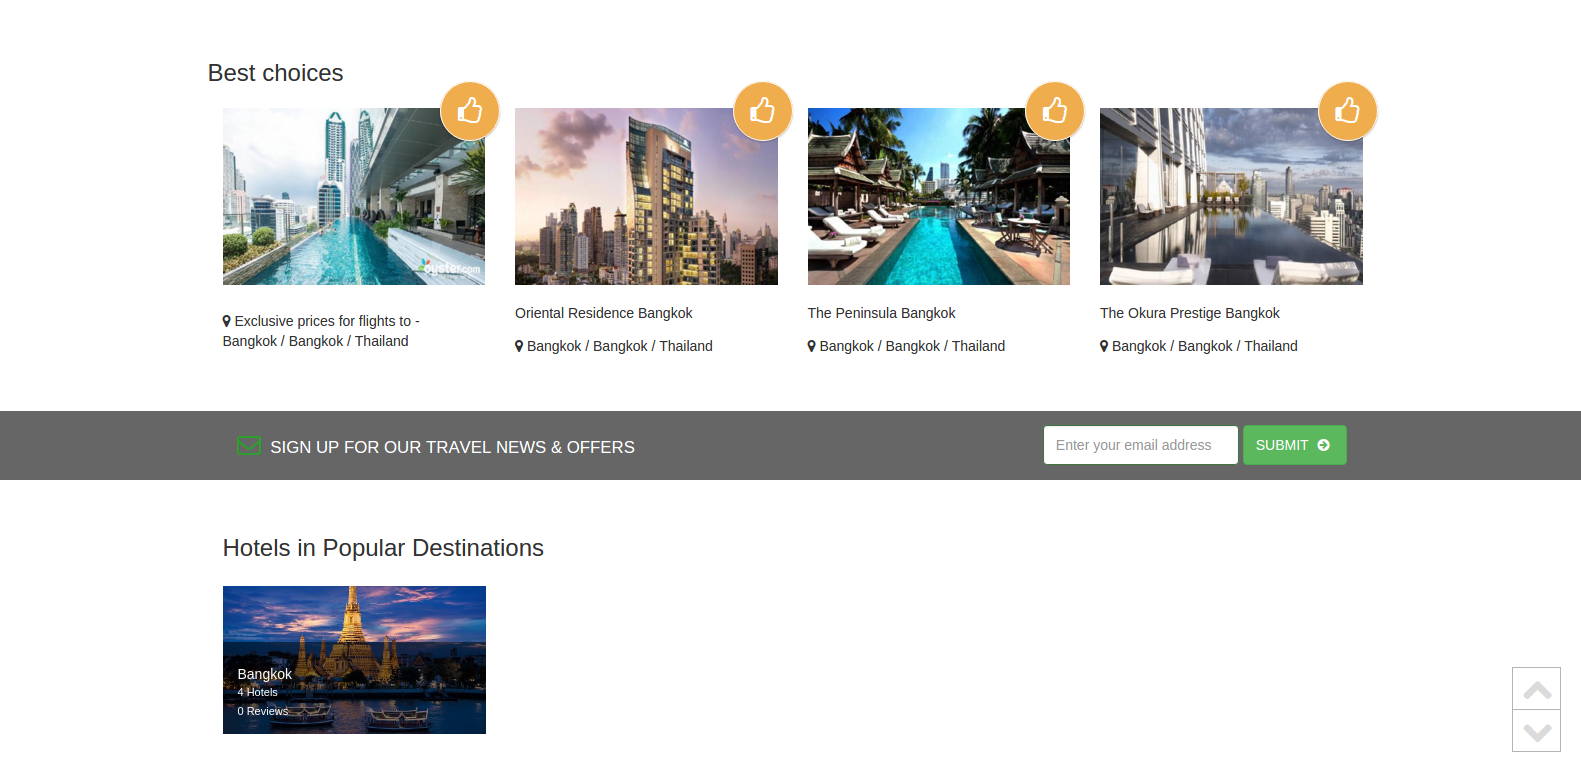 Best choices
oyster.com
Exclusive prices for flights to -
Bangkok / Bangkok / Thailand
Oriental Residence Bangkok
Bangkok / Bangkok / Thailand
The Peninsula Bangkok
Bangkok / Bangkok / Thailand
The Okura Prestige Bangkok
Bangkok / Bangkok / Thailand
SIGN UP FOR OUR TRAVEL NEWS & OFFERS
Enter your email address
SUBMIT
Hotels in Popular Destinations
Bangkok
4 Hotels
0 Reviews